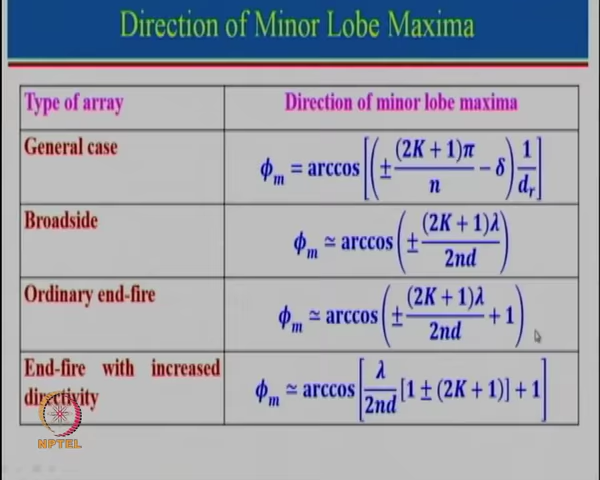 Direction of Minor Lobe Maxima
Type of array
Direction of minor lobe maxima
General case
ϕₘ = arccos[(± (2K + 1)π / n − δ) 1 / dᵣ]
Broadside
ϕₘ ≃ arccos(± (2K + 1)λ / 2nd)
Ordinary end-fire
ϕₘ ≃ arccos(± (2K + 1)λ / 2nd + 1)
End-fire with increased
directivity
ϕₘ ≃ arccos[λ / 2nd [1 ± (2K + 1)] + 1]
NPTEL